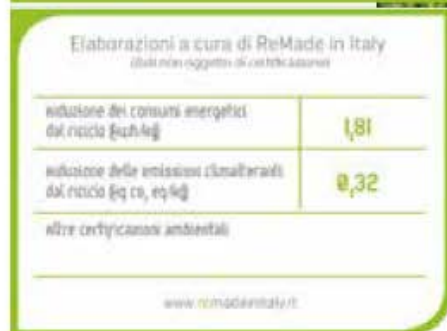 Elaborazioni a cura di ReMade in Italy
(dati non oggetto di certificazione)
riduzione dei consumi energetici
dal riciclo (kwh/kg)
1,81
riduzione delle emissioni climalteranti
dal riciclo (kg co, eq/kg)
0,32
altre certificazioni ambientali
www.remadeinitaly.it